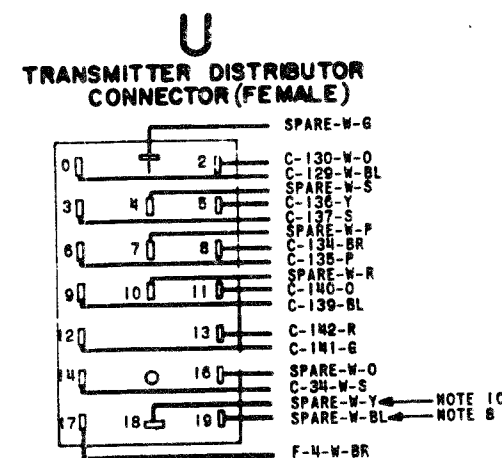 U
TRANSMITTER DISTRIBUTOR
CONNECTOR (FEMALE)
SPARE-W-G
0 2 C-130-W-O
C-129-W-BL
SPARE-W-S
3 4 5 C-136-Y
C-137-S
SPARE-W-P
6 7 8 C-134-BR
C-135-P
SPARE-W-R
9 10 11 C-140-O
C-139-BL
12 13 C-142-R
C-141-G
14 16 SPARE-W-O
C-34-W-S
SPARE-W-Y NOTE 10
17 18 19 SPARE-W-BL NOTE 8
F-4-W-BR